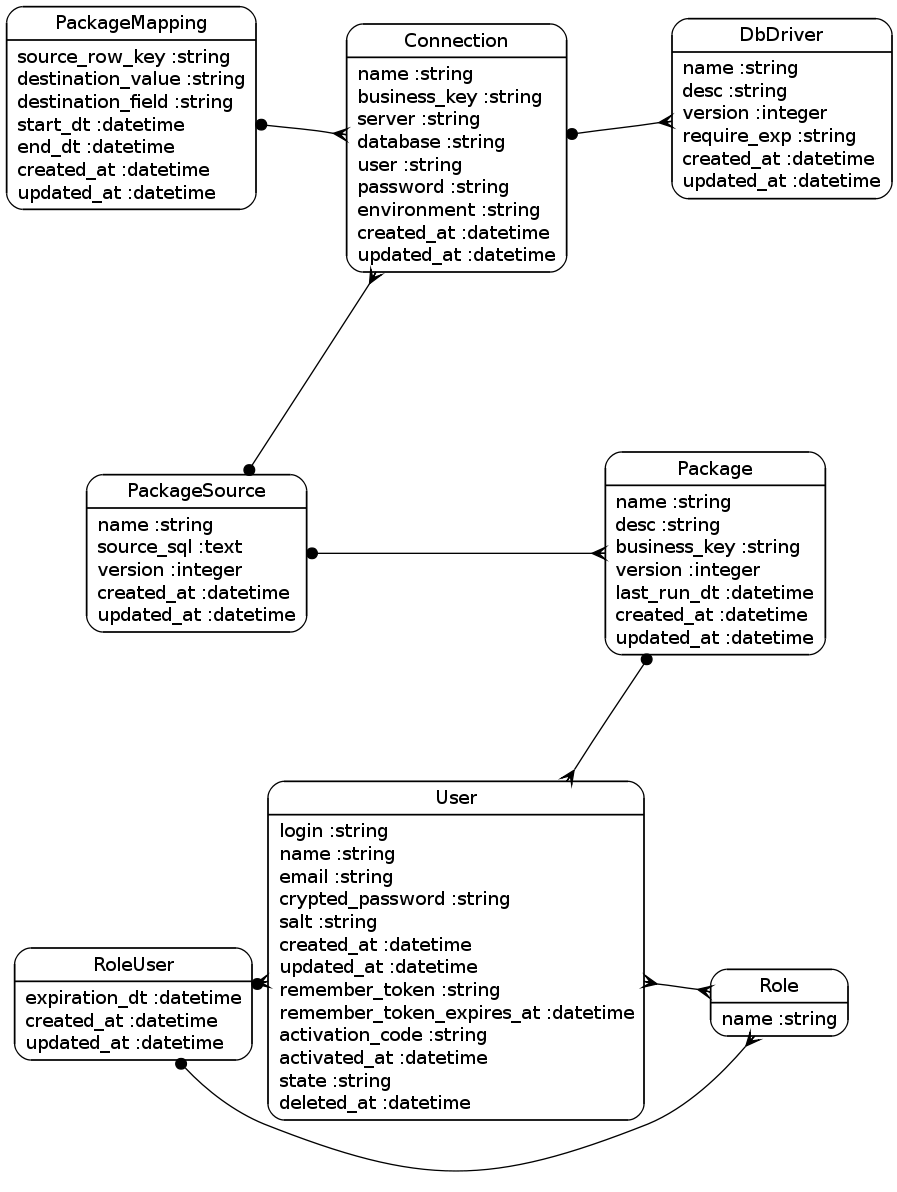 PackageMapping
source_row_key :string
destination_value :string
destination_field :string
start_dt :datetime
end_dt :datetime
created_at :datetime
updated_at :datetime
Connection
name :string
business_key :string
server :string
database :string
user :string
password :string
environment :string
created_at :datetime
updated_at :datetime
DbDriver
name :string
desc :string
version :integer
require_exp :string
created_at :datetime
updated_at :datetime
PackageSource
name :string
source_sql :text
version :integer
created_at :datetime
updated_at :datetime
Package
name :string
desc :string
business_key :string
version :integer
last_run_dt :datetime
created_at :datetime
updated_at :datetime
User
login :string
name :string
email :string
crypted_password :string
salt :string
created_at :datetime
updated_at :datetime
remember_token :string
remember_token_expires_at :datetime
activation_code :string
activated_at :datetime
state :string
deleted_at :datetime
RoleUser
expiration_dt :datetime
created_at :datetime
updated_at :datetime
Role
name :string